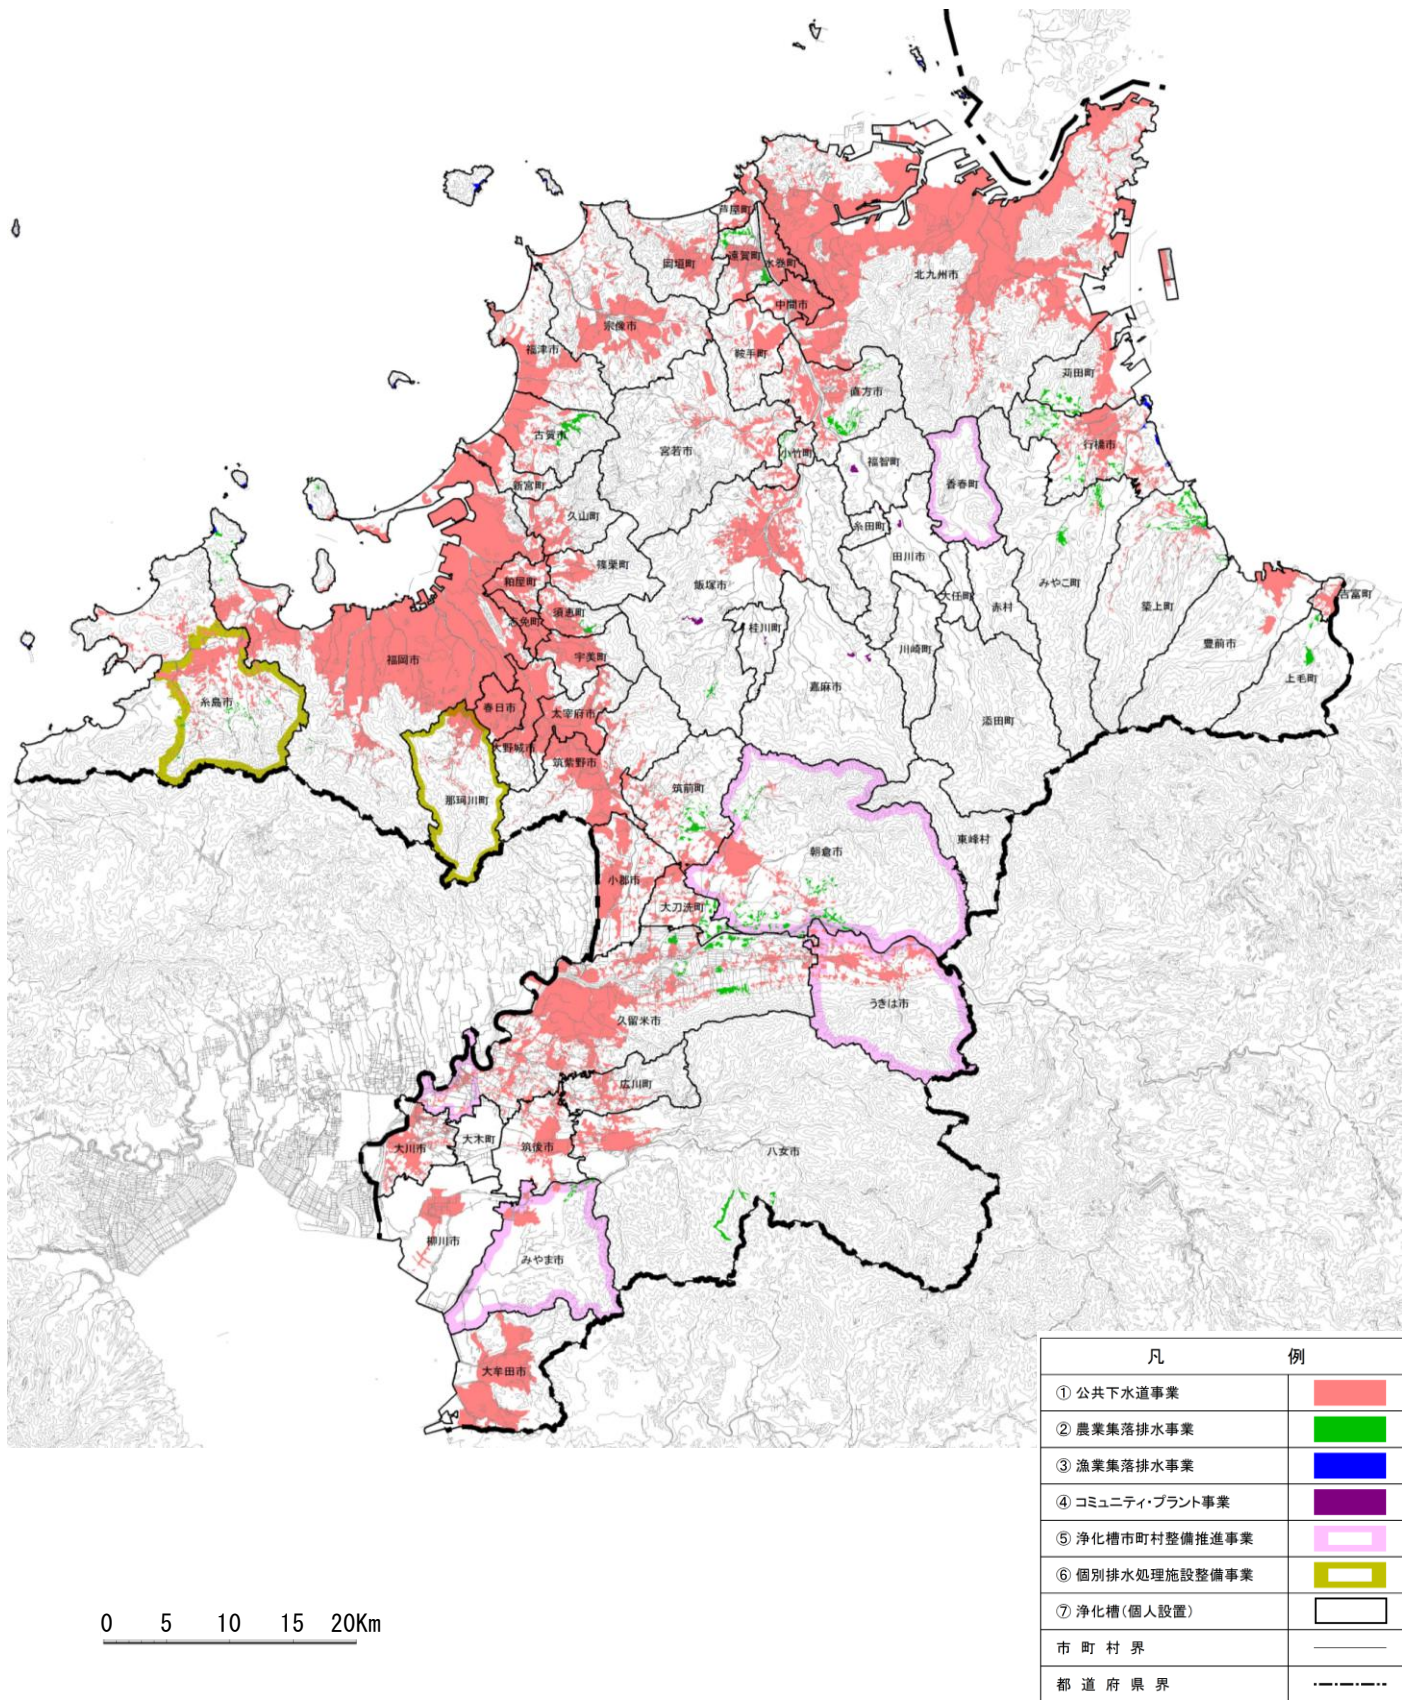 芦屋町
岡垣町
遠賀町
水巻町
北九州市
中間市
宗像市
福津市
鞍手町
苅田町
直方市
古賀市
行橋市
宮若市
小竹町
福智町
香春町
新宮町
久山町
糸田町
田川市
篠栗町
粕屋町
飯塚市
みやこ町
大任町
赤村
築上町
吉富町
須恵町
志免町
桂川町
川崎町
豊前市
宇美町
福岡市
上毛町
嘉麻市
糸島市
春日市
太宰府市
添田町
大野城市
筑紫野市
筑前町
那珂川町
東峰村
朝倉市
小郡市
大刀洗町
うきは市
久留米市
広川町
大川市
大木町
筑後市
八女市
柳川市
みやま市
大牟田市
凡 例
① 公共下水道事業
② 農業集落排水事業
③ 漁業集落排水事業
④ コミュニティ・プラント事業
⑤ 浄化槽市町村整備推進事業
⑥ 個別排水処理施設整備事業
⑦ 浄化槽(個人設置)
市 町 村 界
都 道 府 県 界
0 5 10 15 20Km